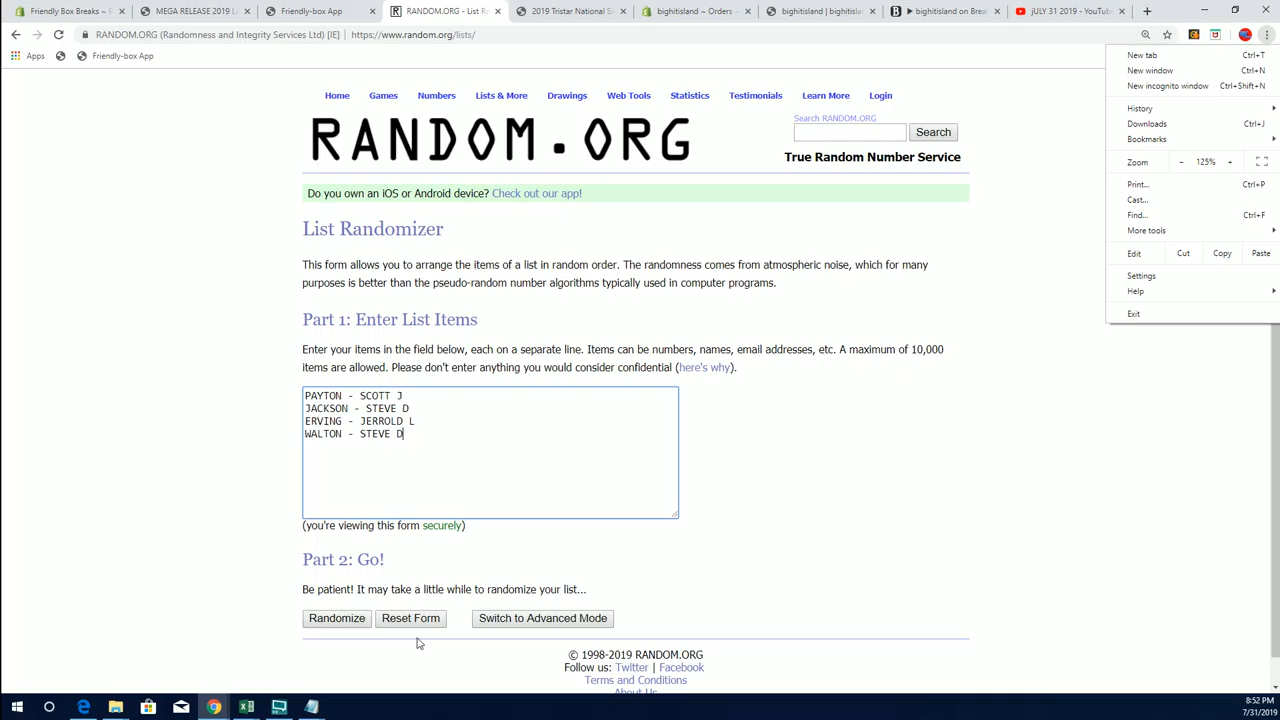 Friendly Box Breaks ~
MEGA RELEASE 2019 L
Friendly-box App
RANDOM.ORG - List R
2019 Tristar National S
bighitisland ~ Orders ~
bighitisland | bighitislan
bighitisland on Break
jULY 31 2019 - YouTube
RANDOM.ORG (Randomness and Integrity Services Ltd) [IE] | https://www.random.org/lists/
Apps
Friendly-box App
New tab Ctrl+T
New window Ctrl+N
New incognito window Ctrl+Shift+N
History
Downloads Ctrl+J
Bookmarks
Zoom - 125% +
Print... Ctrl+P
Cast...
Find... Ctrl+F
More tools
Edit Cut Copy Paste
Settings
Help
Exit
Home Games Numbers Lists & More Drawings Web Tools Statistics Testimonials Learn More Login
RANDOM.ORG
Search RANDOM.ORG
Search
True Random Number Service
Do you own an iOS or Android device? Check out our app!
List Randomizer
This form allows you to arrange the items of a list in random order. The randomness comes from atmospheric noise, which for many
purposes is better than the pseudo-random number algorithms typically used in computer programs.
Part 1: Enter List Items
Enter your items in the field below, each on a separate line. Items can be numbers, names, email addresses, etc. A maximum of 10,000
items are allowed. Please don't enter anything you would consider confidential (here's why).
PAYTON - SCOTT J
JACKSON - STEVE D
ERVING - JERROLD L
WALTON - STEVE D
(you're viewing this form securely)
Part 2: Go!
Be patient! It may take a little while to randomize your list...
Randomize Reset Form Switch to Advanced Mode
© 1998-2019 RANDOM.ORG
Follow us: Twitter | Facebook
Terms and Conditions
About Us
8:52 PM
7/31/2019